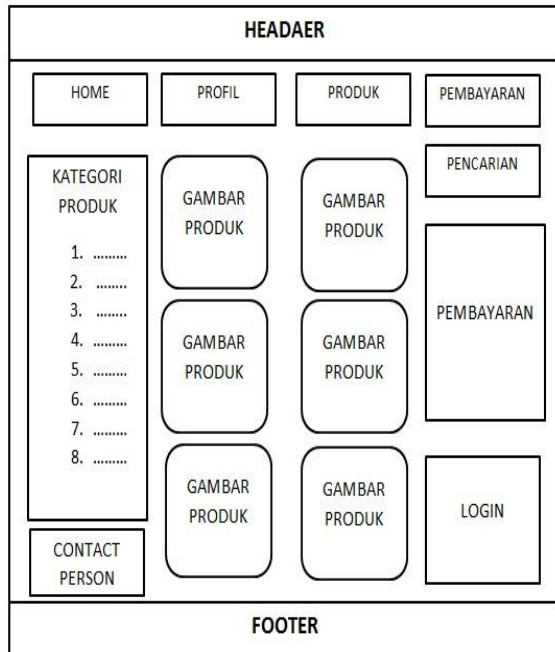 HEADAER
HOME
PROFIL
PRODUK
PEMBAYARAN
PENCARIAN
KATEGORI
PRODUK
1. .........
2. ........
3. ........
4. .........
5. .........
6. .........
7. .........
8. .........
GAMBAR
PRODUK
GAMBAR
PRODUK
GAMBAR
PRODUK
GAMBAR
PRODUK
GAMBAR
PRODUK
GAMBAR
PRODUK
PEMBAYARAN
LOGIN
CONTACT
PERSON
FOOTER